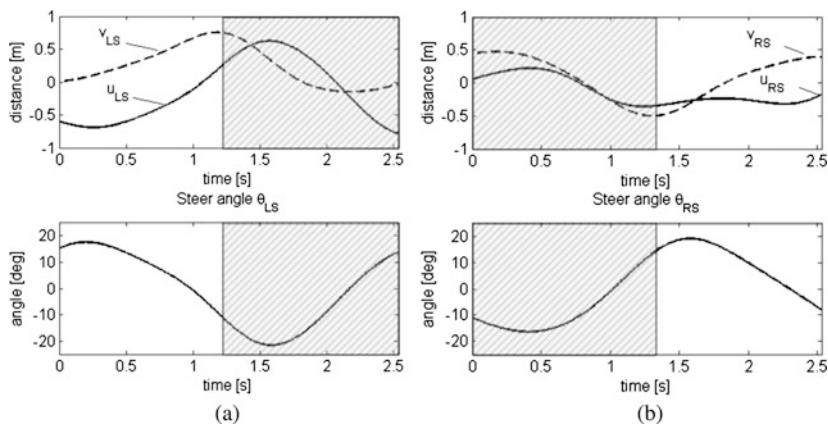 1
0.5
0
-0.5
-1
distance [m]
v_LS
u_LS
0 0.5 1 1.5 2 2.5
time [s]
Steer angle θ_LS
20
10
0
-10
-20
angle [deg]
0 0.5 1 1.5 2 2.5
time [s]
(a)
1
0.5
0
-0.5
-1
distance [m]
v_RS
u_RS
0 0.5 1 1.5 2 2.5
time [s]
Steer angle θ_RS
20
10
0
-10
-20
angle [deg]
0 0.5 1 1.5 2 2.5
time [s]
(b)